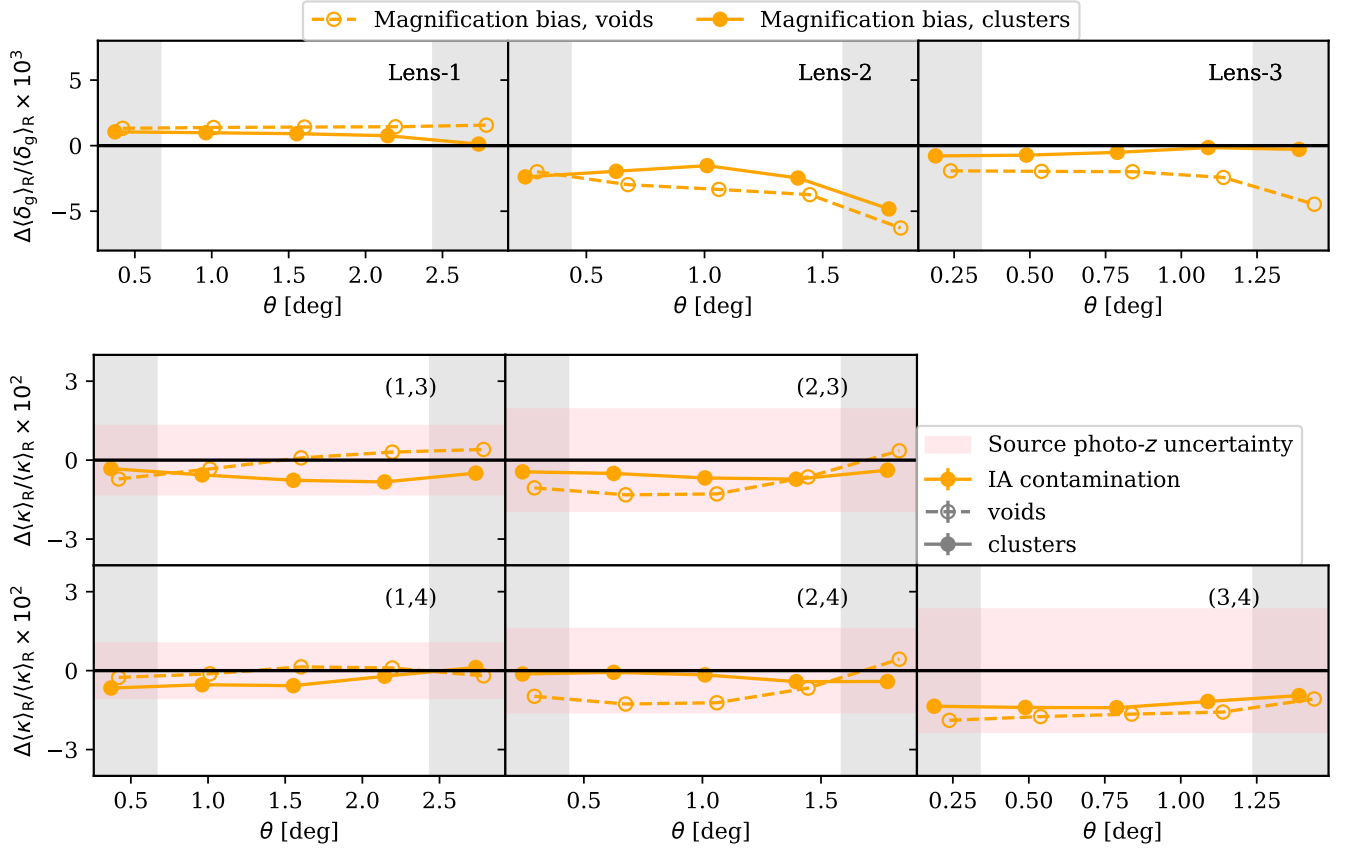 Magnification bias, voids Magnification bias, clusters
Δ⟨δg⟩R/⟨δg⟩R × 10³
5
0
−5
Lens-1
Lens-2
Lens-3
0.5 1.0 1.5 2.0 2.5
0.5 1.0 1.5
0.25 0.50 0.75 1.00 1.25
θ [deg]
θ [deg]
θ [deg]
Δ⟨κ⟩R/⟨κ⟩R × 10²
3
0
−3
(1,3)
(2,3)
Source photo-z uncertainty
IA contamination
voids
clusters
Δ⟨κ⟩R/⟨κ⟩R × 10²
3
0
−3
(1,4)
(2,4)
(3,4)
0.5 1.0 1.5 2.0 2.5
0.5 1.0 1.5
0.25 0.50 0.75 1.00 1.25
θ [deg]
θ [deg]
θ [deg]